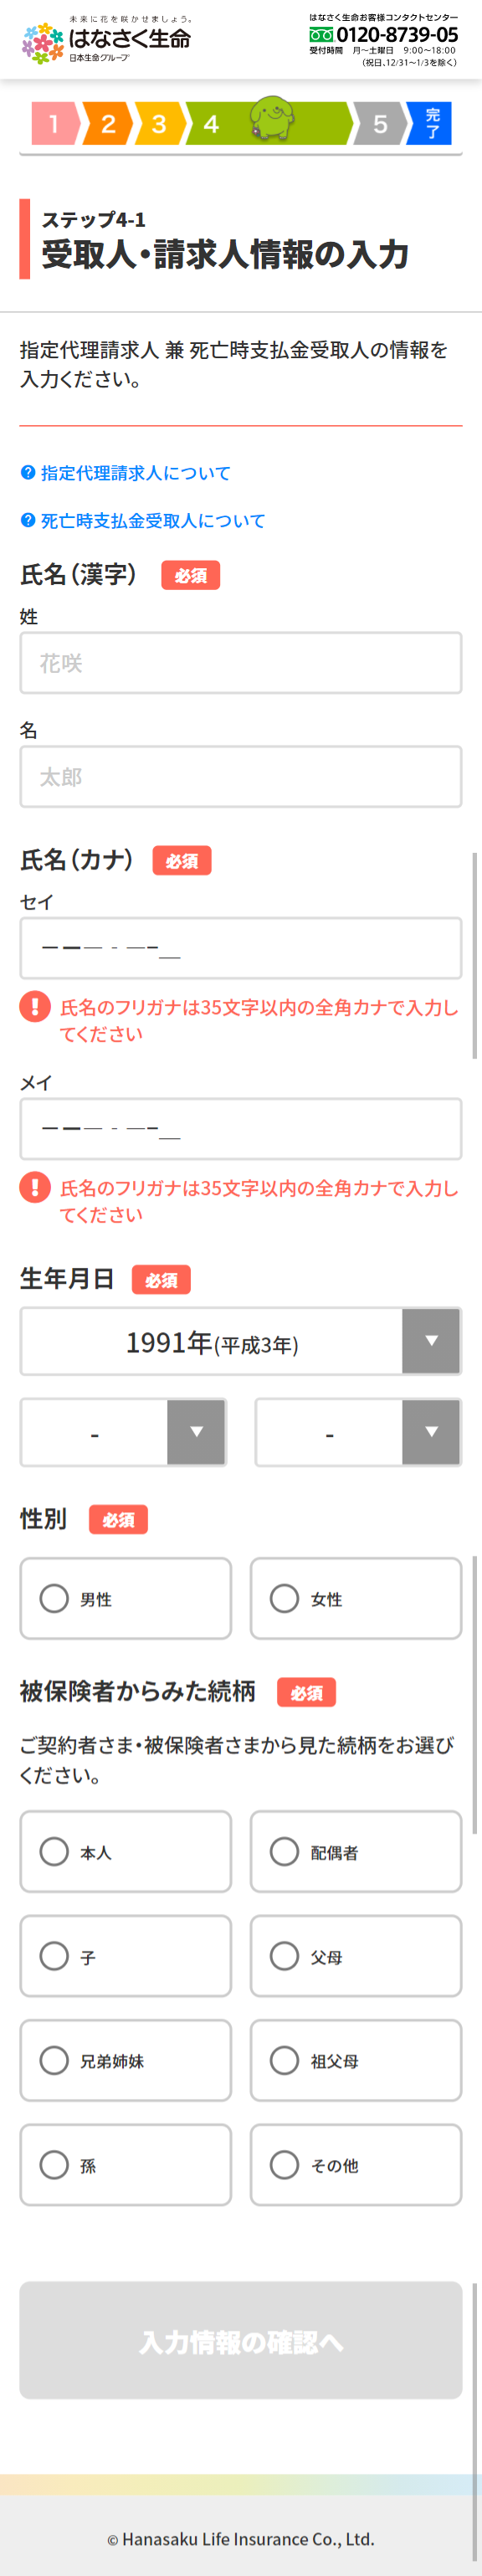 未来に花を咲かせましょう。
はなさく生命
日本生命グループ
はなさく生命お客様コンタクトセンター
0120-8739-05
受付時間 月〜土曜日 9:00〜18:00
(祝日、12/31〜1/3を除く)
1 2 3 4 5 完了
ステップ4-1
受取人・請求人情報の入力
指定代理請求人 兼 死亡時支払金受取人の情報を
入力ください。
? 指定代理請求人について
? 死亡時支払金受取人について
氏名（漢字） 必須
姓
花咲
名
太郎
氏名（カナ） 必須
セイ
! 氏名のフリガナは35文字以内の全角カナで入力し
てください
メイ
! 氏名のフリガナは35文字以内の全角カナで入力し
てください
生年月日 必須
1991年(平成3年) ▼
- ▼ - ▼
性別 必須
男性 女性
被保険者からみた続柄 必須
ご契約者さま・被保険者さまから見た続柄をお選び
ください。
本人 配偶者
子 父母
兄弟姉妹 祖父母
孫 その他
入力情報の確認へ
© Hanasaku Life Insurance Co., Ltd.